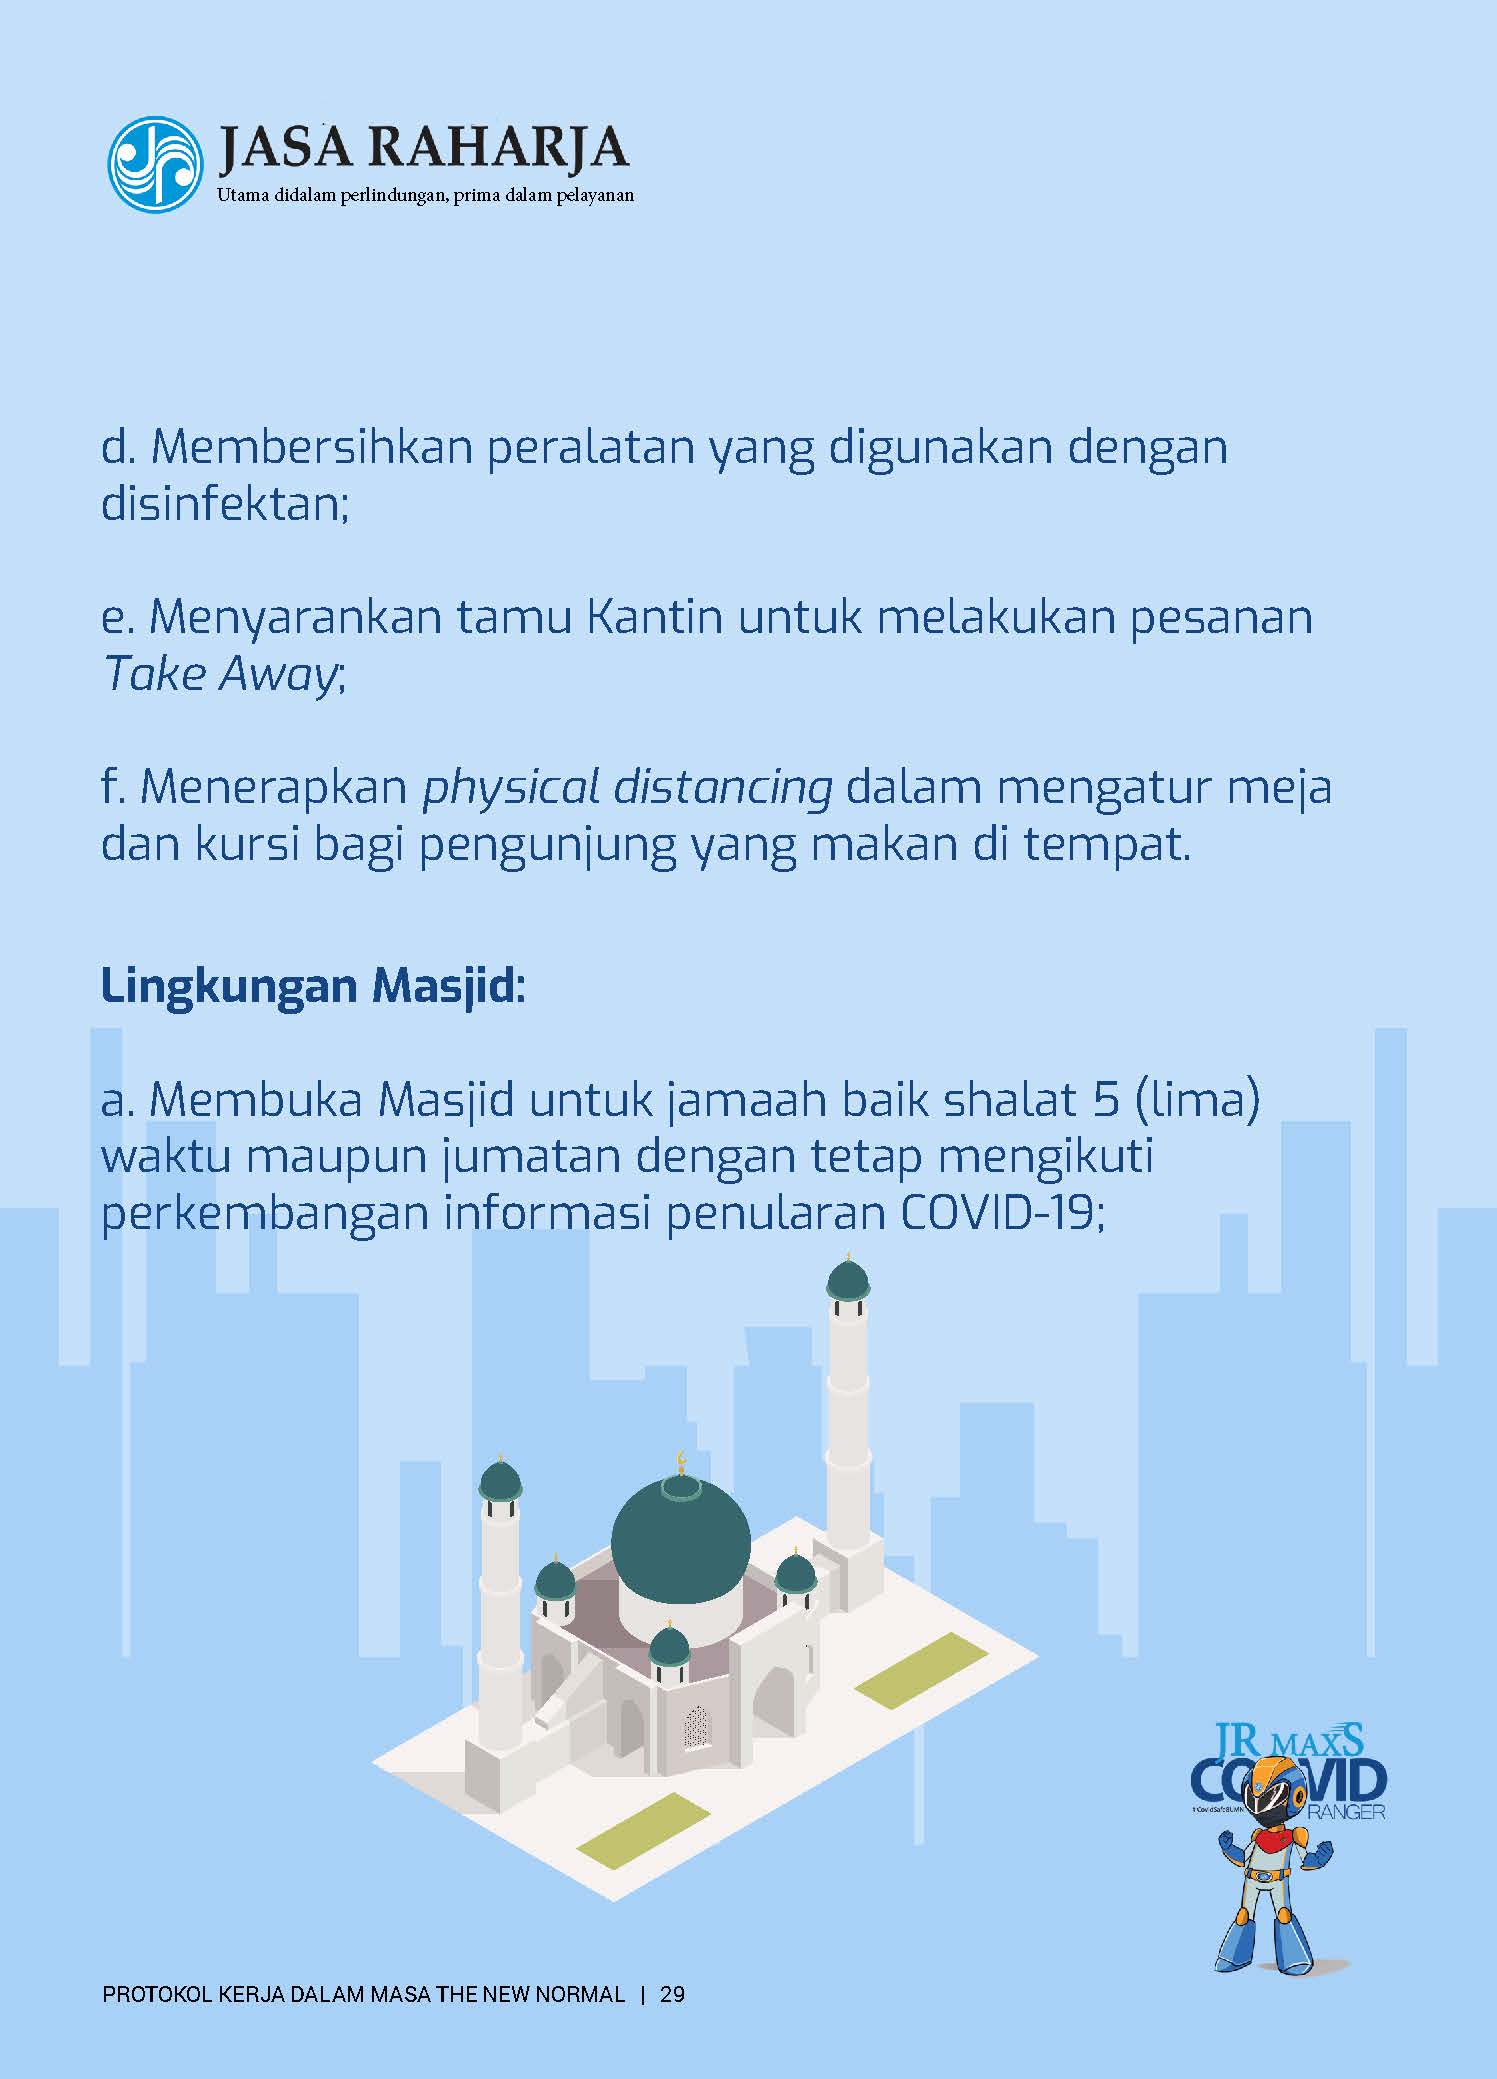 JASA RAHARJA
Utama didalam perlindungan, prima dalam pelayanan
d. Membersihkan peralatan yang digunakan dengan
disinfektan;
e. Menyarankan tamu Kantin untuk melakukan pesanan
Take Away;
f. Menerapkan physical distancing dalam mengatur meja
dan kursi bagi pengunjung yang makan di tempat.
Lingkungan Masjid:
a. Membuka Masjid untuk jamaah baik shalat 5 (lima)
waktu maupun jumatan dengan tetap mengikuti
perkembangan informasi penularan COVID-19;
JR MAXS
COVID
#CovidSafeBUMN
RANGER
PROTOKOL KERJA DALAM MASA THE NEW NORMAL | 29